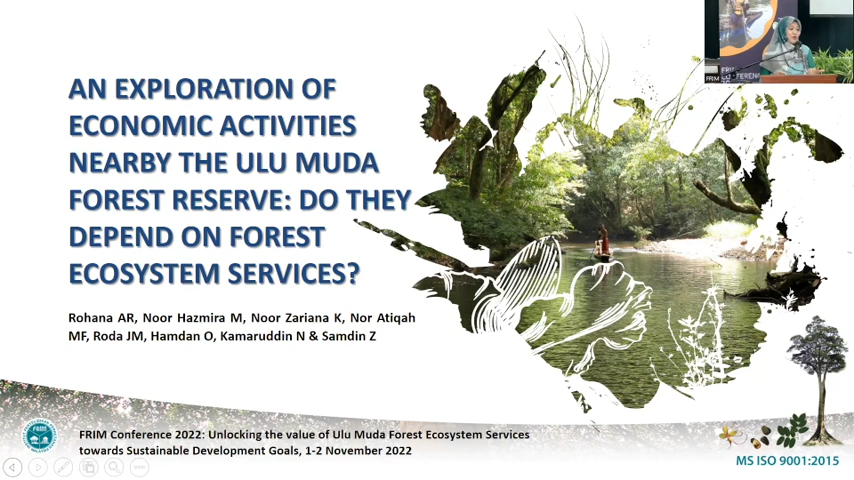 AN EXPLORATION OF
ECONOMIC ACTIVITIES
NEARBY THE ULU MUDA
FOREST RESERVE: DO THEY
DEPEND ON FOREST
ECOSYSTEM SERVICES?
Rohana AR, Noor Hazmira M, Noor Zariana K, Nor Atiqah
MF, Roda JM, Hamdan O, Kamaruddin N & Samdin Z
FRIM Conference 2022: Unlocking the value of Ulu Muda Forest Ecosystem Services
towards Sustainable Development Goals, 1-2 November 2022
MS ISO 9001:2015
FRIM
FRIM